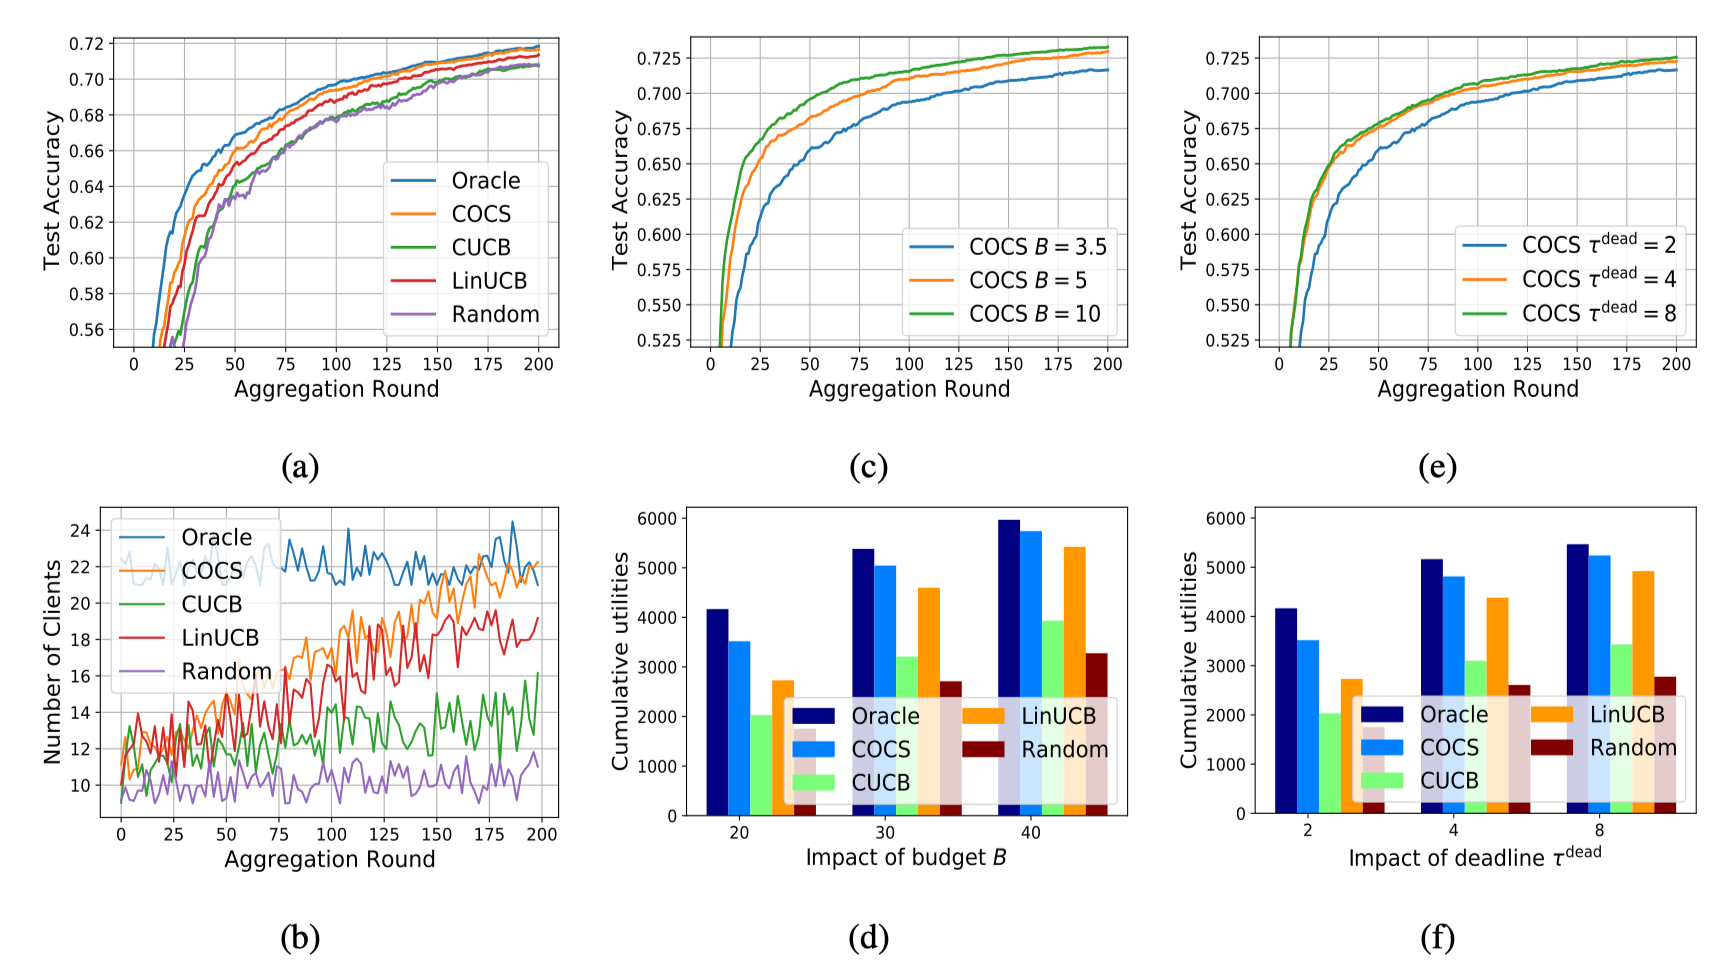 0.72
0.70
0.68
0.66
0.64
0.62
0.60
0.58
0.56
Test Accuracy
Oracle
COCS
CUCB
LinUCB
Random
0 25 50 75 100 125 150 175 200
Aggregation Round
(a)
0.725
0.700
0.675
0.650
0.625
0.600
0.575
0.550
0.525
Test Accuracy
COCS B = 3.5
COCS B = 5
COCS B = 10
0 25 50 75 100 125 150 175 200
Aggregation Round
(c)
0.725
0.700
0.675
0.650
0.625
0.600
0.575
0.550
0.525
Test Accuracy
COCS τ^dead = 2
COCS τ^dead = 4
COCS τ^dead = 8
0 25 50 75 100 125 150 175 200
Aggregation Round
(e)
24
22
20
18
16
14
12
10
Number of Clients
Oracle
COCS
CUCB
LinUCB
Random
0 25 50 75 100 125 150 175 200
Aggregation Round
(b)
6000
5000
4000
3000
2000
1000
0
Cumulative utilities
Oracle LinUCB
COCS Random
CUCB
20 30 40
Impact of budget B
(d)
6000
5000
4000
3000
2000
1000
0
Cumulative utilities
Oracle LinUCB
COCS Random
CUCB
2 4 8
Impact of deadline τ^dead
(f)